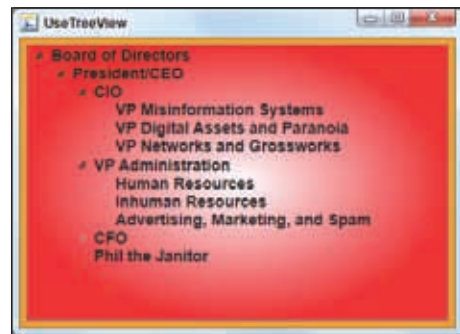 UseTreeView
Board of Directors
President/CEO
CIO
VP Misinformation Systems
VP Digital Assets and Paranoia
VP Networks and Grossworks
VP Administration
Human Resources
Inhuman Resources
Advertising, Marketing, and Spam
CFO
Phil the Janitor